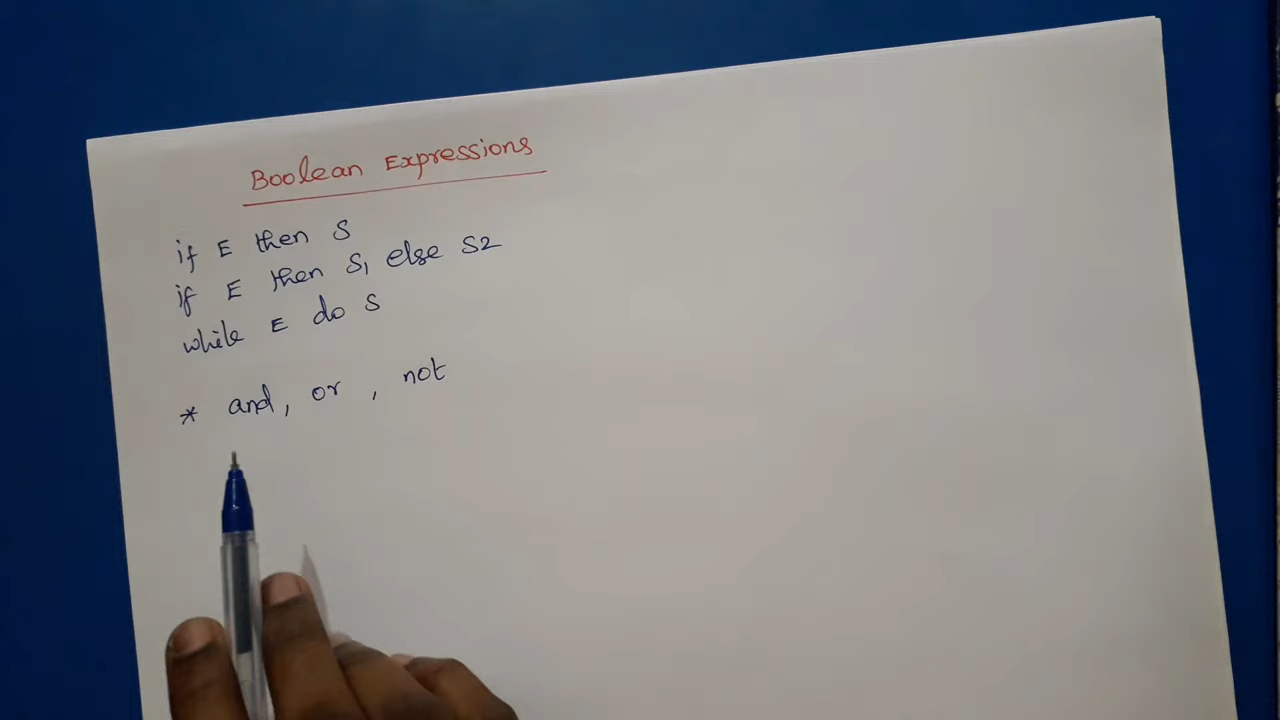 Boolean Expressions
if E then S
if E then S1 else S2
while E do S
* and, or, not